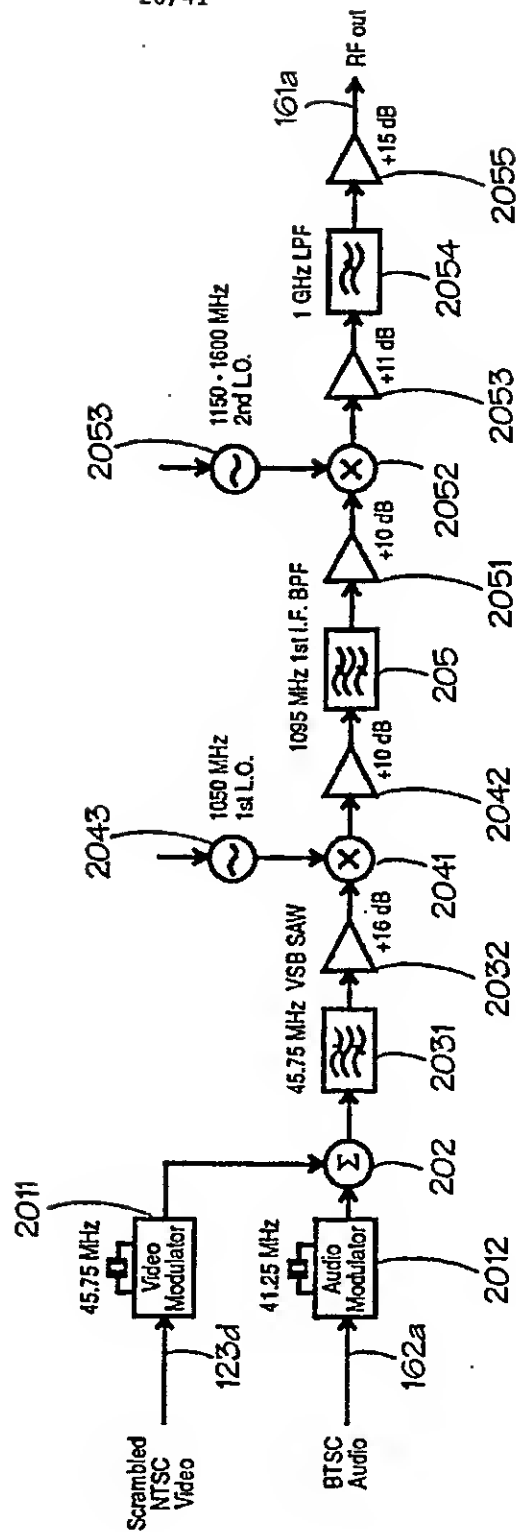 20/41
Scrambled
NTSC
Video
123d
45.75 MHz
Video
Modulator
2011
BTSC
Audio
162a
41.25 MHz
Audio
Modulator
2012
Σ
202
45.75 MHz VSB SAW
2031
+16 dB
2032
2043
1050 MHz
1st L.O.
2041
+10 dB
2042
1095 MHz 1st I.F. BPF
205
+10 dB
2051
2053
1150 - 1600 MHz
2nd L.O.
2052
+11 dB
2053
1 GHz LPF
2054
+15 dB
2055
161a
RF out